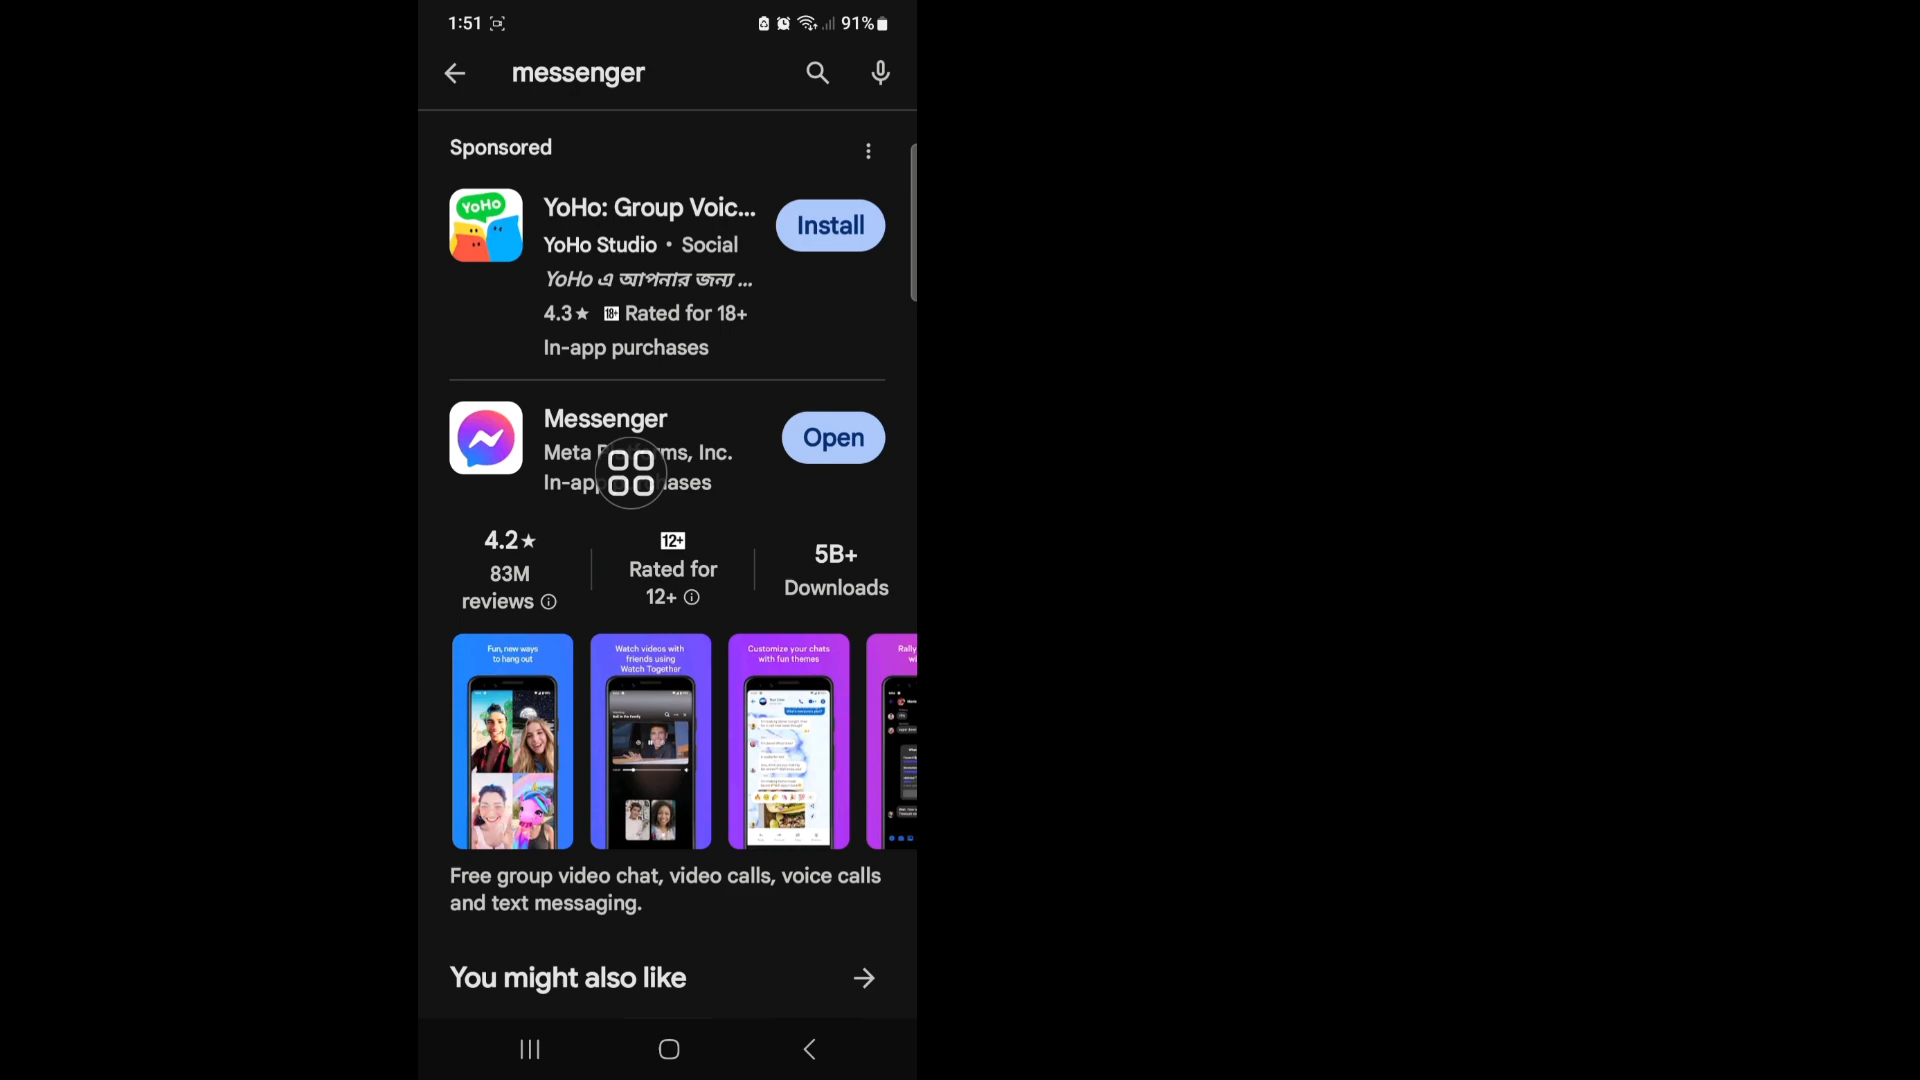 1:51
91%
messenger
Sponsored
YoHo
YoHo: Group Voic...
Install
YoHo Studio • Social
YoHo এ আপনার জন্য ...
4.3★ 18+ Rated for 18+
In-app purchases
Messenger
Open
Meta ms, Inc.
4.2★
83M
reviews
12+
Rated for
12+
5B+
Downloads
Fun, new ways
to hang out
Watch videos with
friends using
Watch Together
Customize your chats
with fun themes
Free group video chat, video calls, voice calls
and text messaging.
You might also like